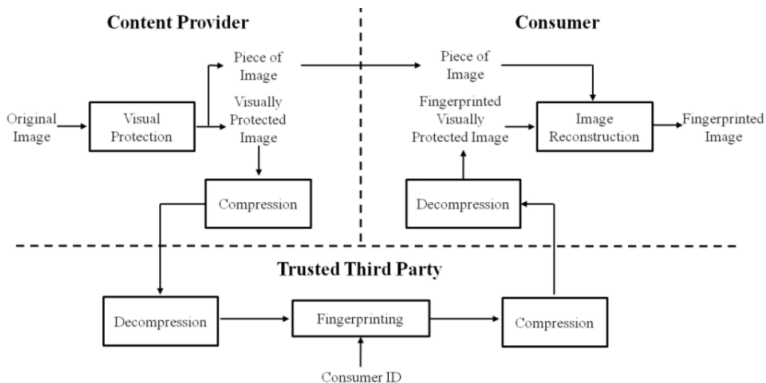 Content Provider
Consumer
Piece of
Image
Piece of
Image
Original
Image
Visual
Protection
Visually
Protected
Image
Fingerprinted
Visually
Protected Image
Image
Reconstruction
Fingerprinted
Image
Compression
Decompression
Trusted Third Party
Decompression
Fingerprinting
Compression
Consumer ID